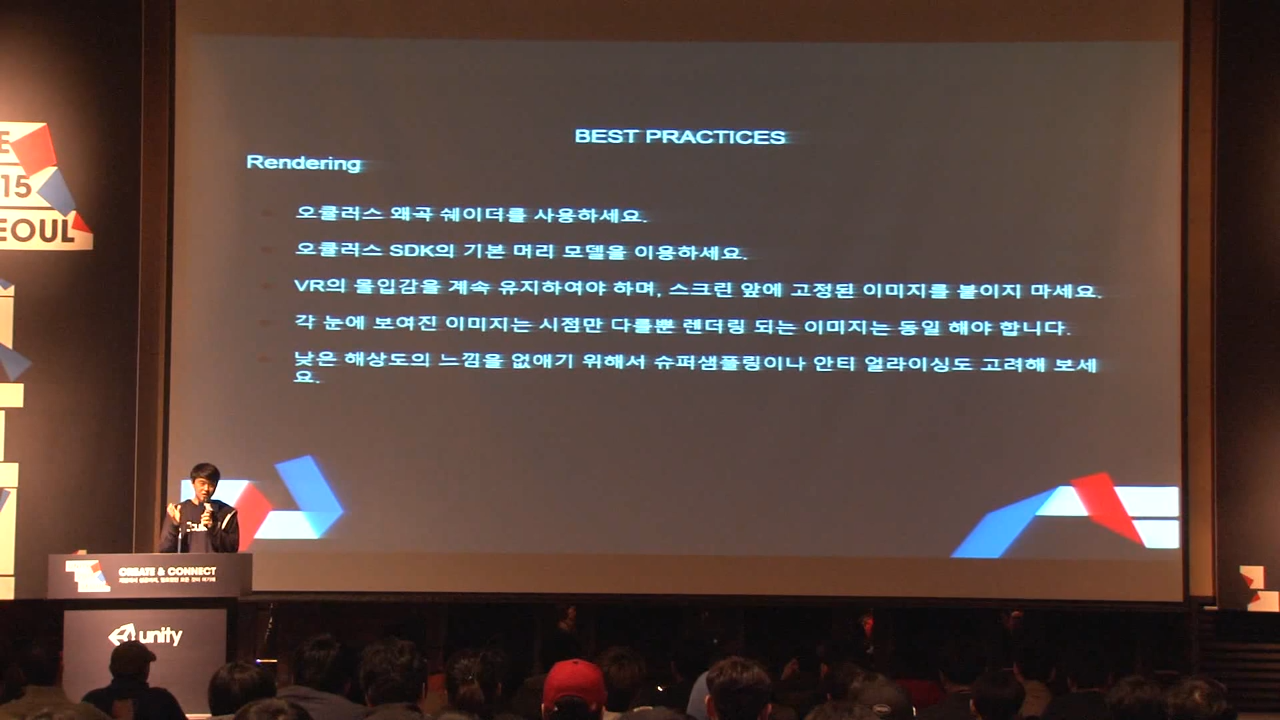 BEST PRACTICES
Rendering
오큘러스 왜곡 쉐이더를 사용하세요.
오큘러스 SDK의 기본 머리 모델을 이용하세요.
VR의 몰입감을 계속 유지하여야 하며, 스크린 앞에 고정된 이미지를 붙이지 마세요.
각 눈에 보여진 이미지는 시점만 다를뿐 렌더링 되는 이미지는 동일 해야 합니다.
낮은 해상도의 느낌을 없애기 위해서 슈퍼샘플링이나 안티 얼라이싱도 고려해 보세
요.
E
15
EOUL
CREATE & CONNECT
unity